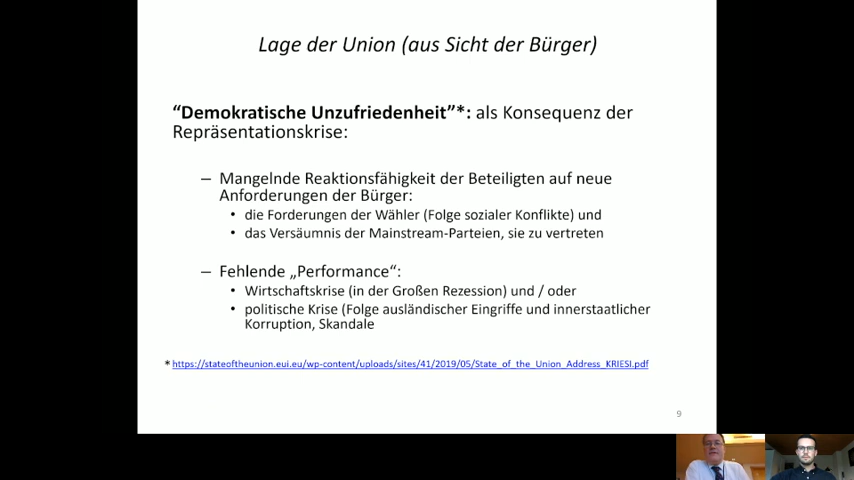 Lage der Union (aus Sicht der Bürger)
“Demokratische Unzufriedenheit”*: als Konsequenz der
Repräsentationskrise:
– Mangelnde Reaktionsfähigkeit der Beteiligten auf neue
Anforderungen der Bürger:
• die Forderungen der Wähler (Folge sozialer Konflikte) und
• das Versäumnis der Mainstream-Parteien, sie zu vertreten
– Fehlende „Performance“:
• Wirtschaftskrise (in der Großen Rezession) und / oder
• politische Krise (Folge ausländischer Eingriffe und innerstaatlicher
Korruption, Skandale
* https://stateoftheunion.eui.eu/wp-content/uploads/sites/41/2019/05/State_of_the_Union_Address_KRIESI.pdf
9